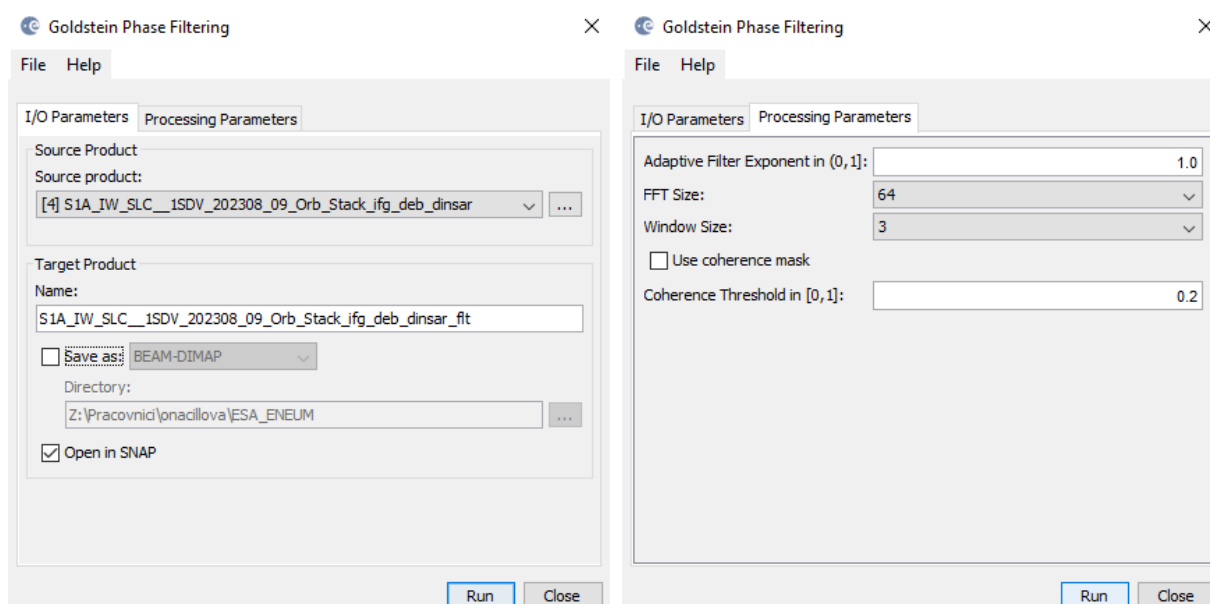 Goldstein Phase Filtering
File Help
I/O Parameters Processing Parameters
Source Product
Source product:
[4] S1A_IW_SLC__1SDV_202308_09_Orb_Stack_ifg_deb_dinsar
...
Target Product
Name:
S1A_IW_SLC__1SDV_202308_09_Orb_Stack_ifg_deb_dinsar_flt
Save as: BEAM-DIMAP
Directory:
Z:\Pracovnici\onacillova\ESA_ENEUM
...
Open in SNAP
Run Close
Goldstein Phase Filtering
File Help
I/O Parameters Processing Parameters
Adaptive Filter Exponent in (0,1]: 1.0
FFT Size: 64
Window Size: 3
Use coherence mask
Coherence Threshold in [0,1]: 0.2
Run Close